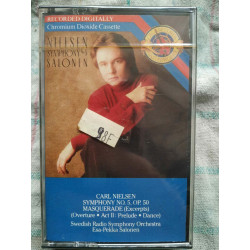 RECORDED DIGITALLY
Chromium Dioxide Cassette
NIELSEN
SYMPHONY NO. 5
SALONEN
98F
CARL NIELSEN
SYMPHONY NO. 5, OP. 50
MASQUERADE (Excerpts)
(Overture • Act II: Prelude • Dance)
Swedish Radio Symphony Orchestra
Esa-Pekka Salonen